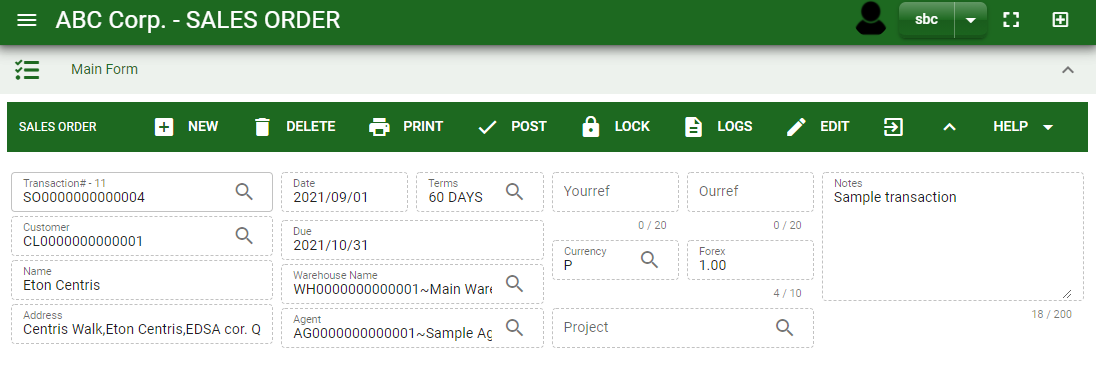 ABC Corp. - SALES ORDER
sbc
Main Form
SALES ORDER NEW DELETE PRINT POST LOCK LOGS EDIT HELP
Transaction# - 11
SO0000000000004
Customer
CL0000000000001
Name
Eton Centris
Address
Centris Walk,Eton Centris,EDSA cor. Q
Date
2021/09/01
Terms
60 DAYS
Due
2021/10/31
Warehouse Name
WH0000000000001~Main Ware
Agent
AG0000000000001~Sample Ag
Yourref
0 / 20
Ourref
0 / 20
Currency
P
Forex
1.00
4 / 10
Project
Notes
Sample transaction
18 / 200